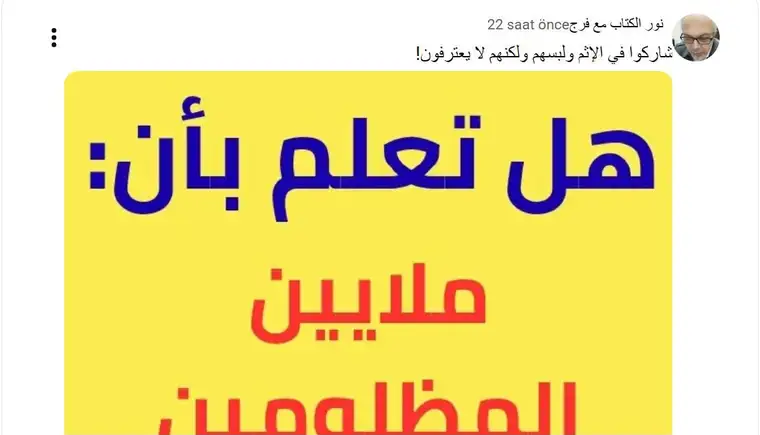 نور الكتاب مع فرج 22 saat önce
شاركوا في الإثم ولبسهم ولكنهم لا يعترفون!
هل تعلم بأن:
ملايين
المظلومين